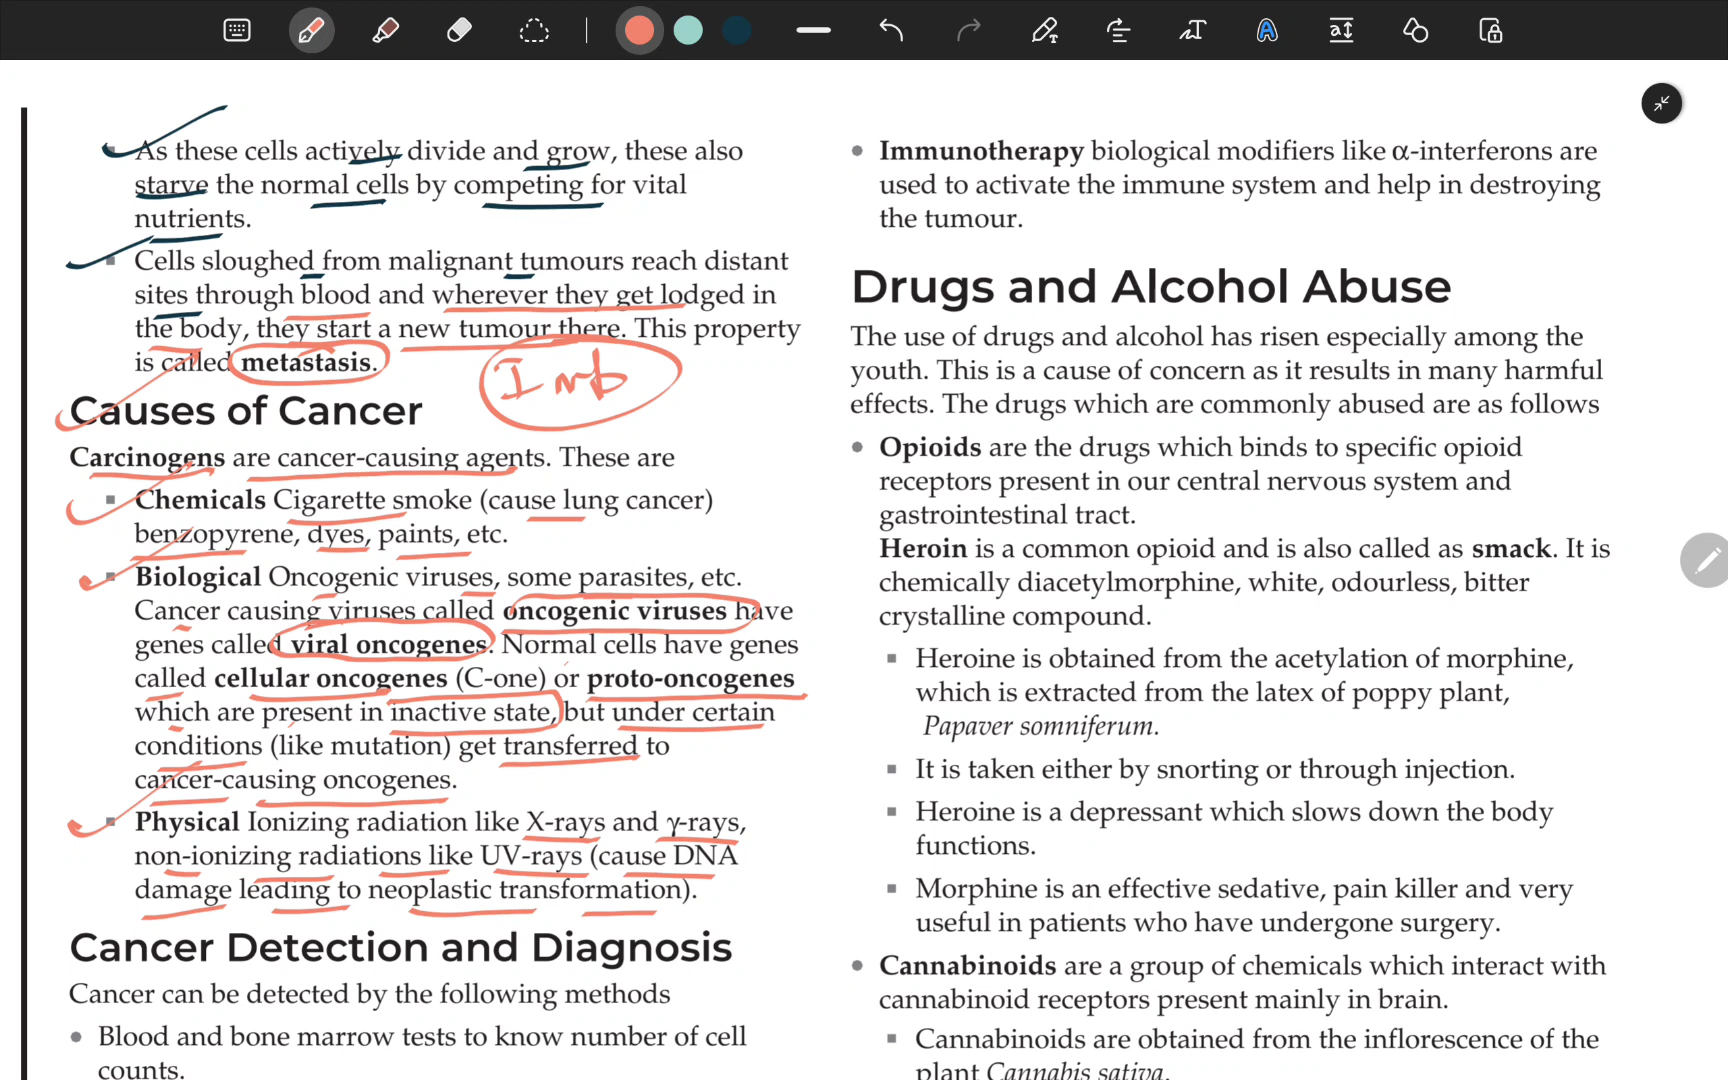 As these cells actively divide and grow, these also
starve the normal cells by competing for vital
nutrients.
Cells sloughed from malignant tumours reach distant
sites through blood and wherever they get lodged in
the body, they start a new tumour there. This property
is called metastasis.
Imb
Causes of Cancer
Carcinogens are cancer-causing agents. These are
Chemicals Cigarette smoke (cause lung cancer)
benzopyrene, dyes, paints, etc.
Biological Oncogenic viruses, some parasites, etc.
Cancer causing viruses called oncogenic viruses have
genes called viral oncogenes. Normal cells have genes
called cellular oncogenes (C-one) or proto-oncogenes
which are present in inactive state, but under certain
conditions (like mutation) get transferred to
cancer-causing oncogenes.
Physical Ionizing radiation like X-rays and γ-rays,
non-ionizing radiations like UV-rays (cause DNA
damage leading to neoplastic transformation).
Cancer Detection and Diagnosis
Cancer can be detected by the following methods
Blood and bone marrow tests to know number of cell
counts.
Immunotherapy biological modifiers like α-interferons are
used to activate the immune system and help in destroying
the tumour.
Drugs and Alcohol Abuse
The use of drugs and alcohol has risen especially among the
youth. This is a cause of concern as it results in many harmful
effects. The drugs which are commonly abused are as follows
Opioids are the drugs which binds to specific opioid
receptors present in our central nervous system and
gastrointestinal tract.
Heroin is a common opioid and is also called as smack. It is
chemically diacetylmorphine, white, odourless, bitter
crystalline compound.
Heroine is obtained from the acetylation of morphine,
which is extracted from the latex of poppy plant,
Papaver somniferum.
It is taken either by snorting or through injection.
Heroine is a depressant which slows down the body
functions.
Morphine is an effective sedative, pain killer and very
useful in patients who have undergone surgery.
Cannabinoids are a group of chemicals which interact with
cannabinoid receptors present mainly in brain.
Cannabinoids are obtained from the inflorescence of the
plant Cannabis sativa.